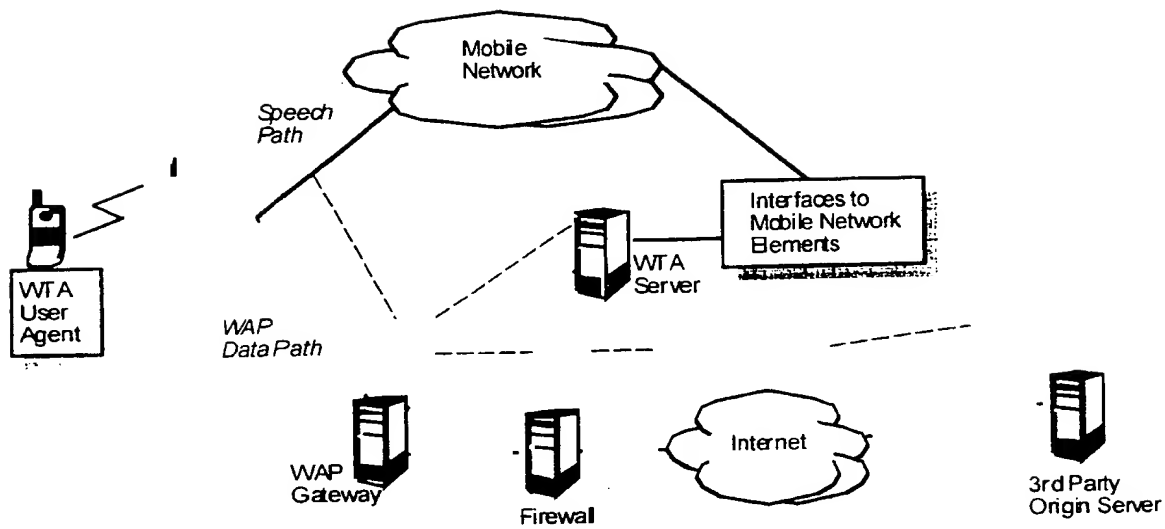 Mobile
Network
Speech
Path
Interfaces to
Mobile Network
Elements
WTA
Server
WTA
User
Agent
WAP
Data Path
Internet
WAP
Gateway
Firewall
3rd Party
Origin Server